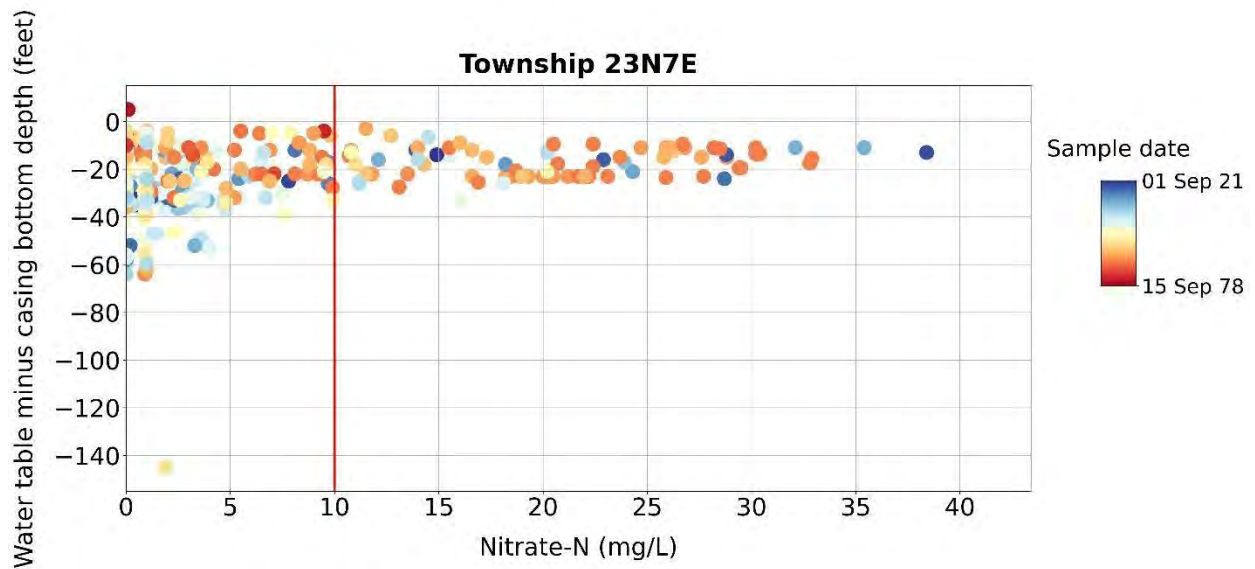 Township 23N7E
Water table minus casing bottom depth (feet)
0
−20
−40
−60
−80
−100
−120
−140
0 5 10 15 20 25 30 35 40
Nitrate-N (mg/L)
Sample date
01 Sep 21
15 Sep 78